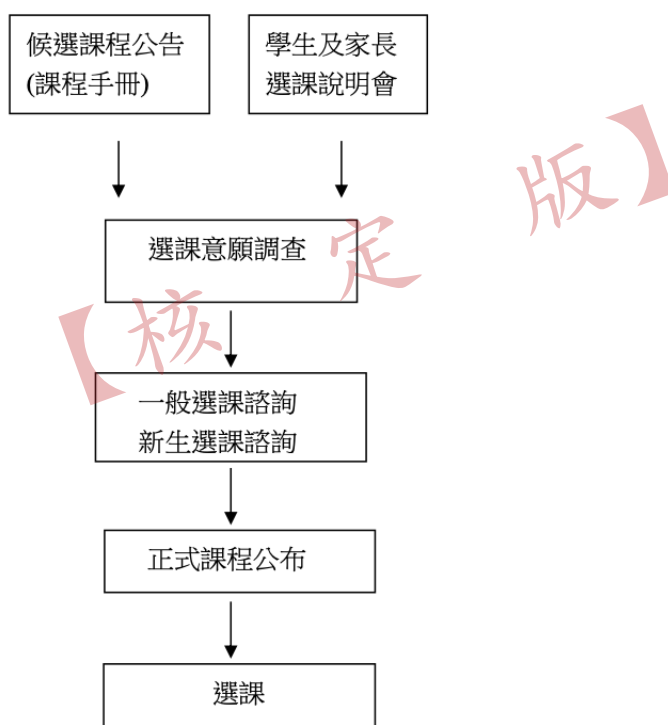 候選課程公告
(課程手冊)
學生及家長
選課說明會
選課意願調查
一般選課諮詢
新生選課諮詢
正式課程公布
選課
【核定版】